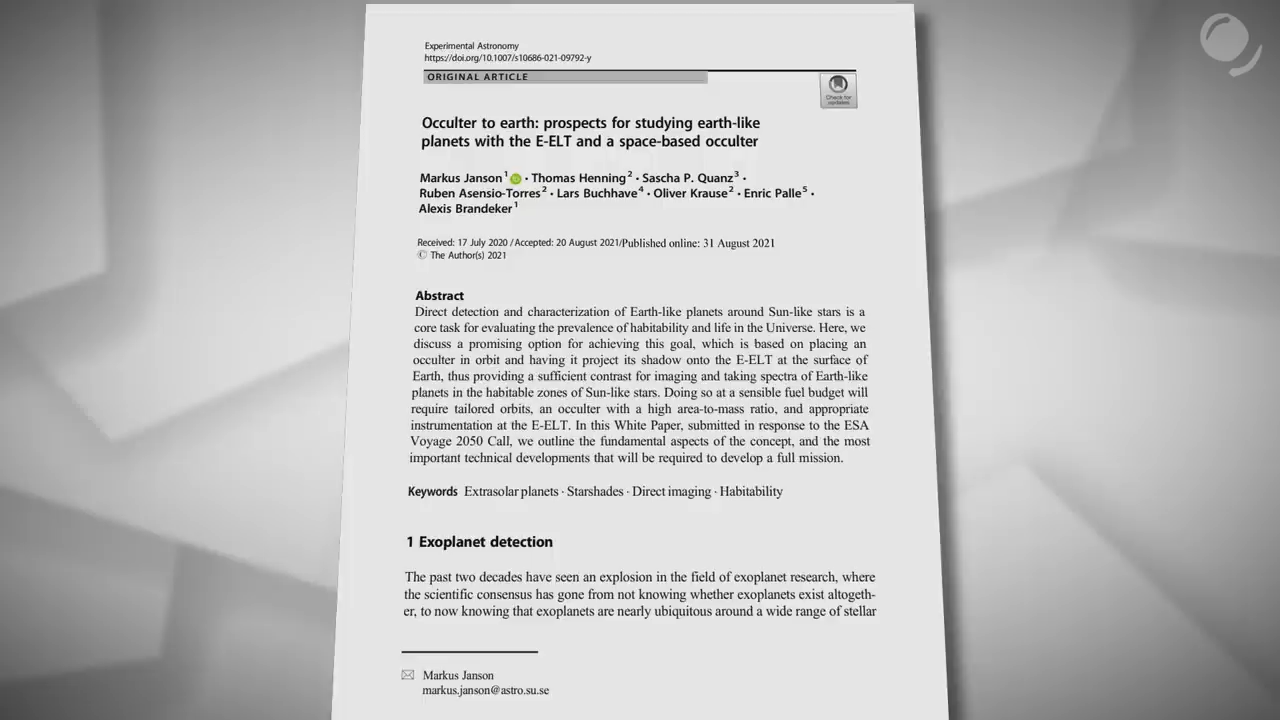 Experimental Astronomy
https://doi.org/10.1007/s10686-021-09792-y
ORIGINAL ARTICLE
Check for
updates
Occulter to earth: prospects for studying earth-like
planets with the E-ELT and a space-based occulter
Markus Janson1 · Thomas Henning2 · Sascha P. Quanz3 ·
Ruben Asensio-Torres2 · Lars Buchhave4 · Oliver Krause2 · Enric Palle5 ·
Alexis Brandeker1
Received: 17 July 2020 / Accepted: 20 August 2021/Published online: 31 August 2021
© The Author(s) 2021
Abstract
Direct detection and characterization of Earth-like planets around Sun-like stars is a
core task for evaluating the prevalence of habitability and life in the Universe. Here, we
discuss a promising option for achieving this goal, which is based on placing an
occulter in orbit and having it project its shadow onto the E-ELT at the surface of
Earth, thus providing a sufficient contrast for imaging and taking spectra of Earth-like
planets in the habitable zones of Sun-like stars. Doing so at a sensible fuel budget will
require tailored orbits, an occulter with a high area-to-mass ratio, and appropriate
instrumentation at the E-ELT. In this White Paper, submitted in response to the ESA
Voyage 2050 Call, we outline the fundamental aspects of the concept, and the most
important technical developments that will be required to develop a full mission.
Keywords Extrasolar planets · Starshades · Direct imaging · Habitability
1 Exoplanet detection
The past two decades have seen an explosion in the field of exoplanet research, where
the scientific consensus has gone from not knowing whether exoplanets exist altogeth-
er, to now knowing that exoplanets are nearly ubiquitous around a wide range of stellar
Markus Janson
markus.janson@astro.su.se